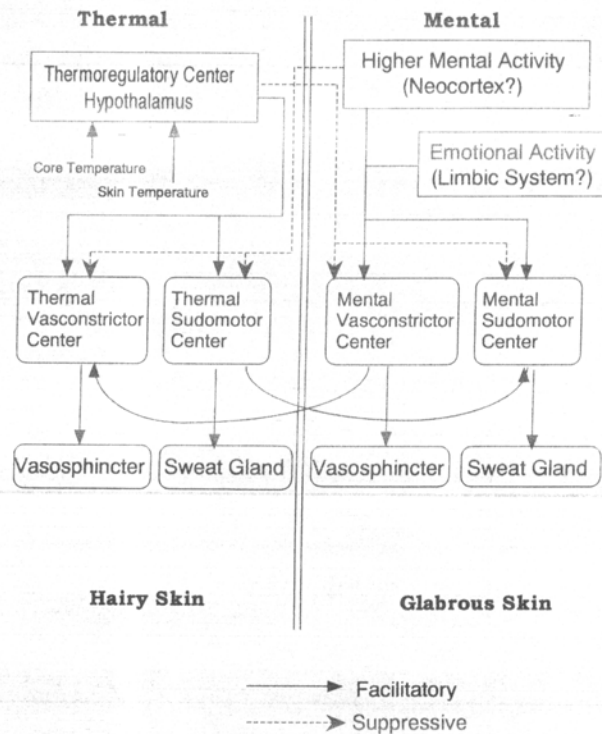 Thermal
Mental
Thermoregulatory Center
Hypothalamus
Higher Mental Activity
(Neocortex?)
Core Temperature
Skin Temperature
Emotional Activity
(Limbic System?)
Thermal
Vasconstrictor
Center
Thermal
Sudomotor
Center
Mental
Vasconstrictor
Center
Mental
Sudomotor
Center
Vasosphincter
Sweat Gland
Vasosphincter
Sweat Gland
Hairy Skin
Glabrous Skin
Facilitatory
Suppressive